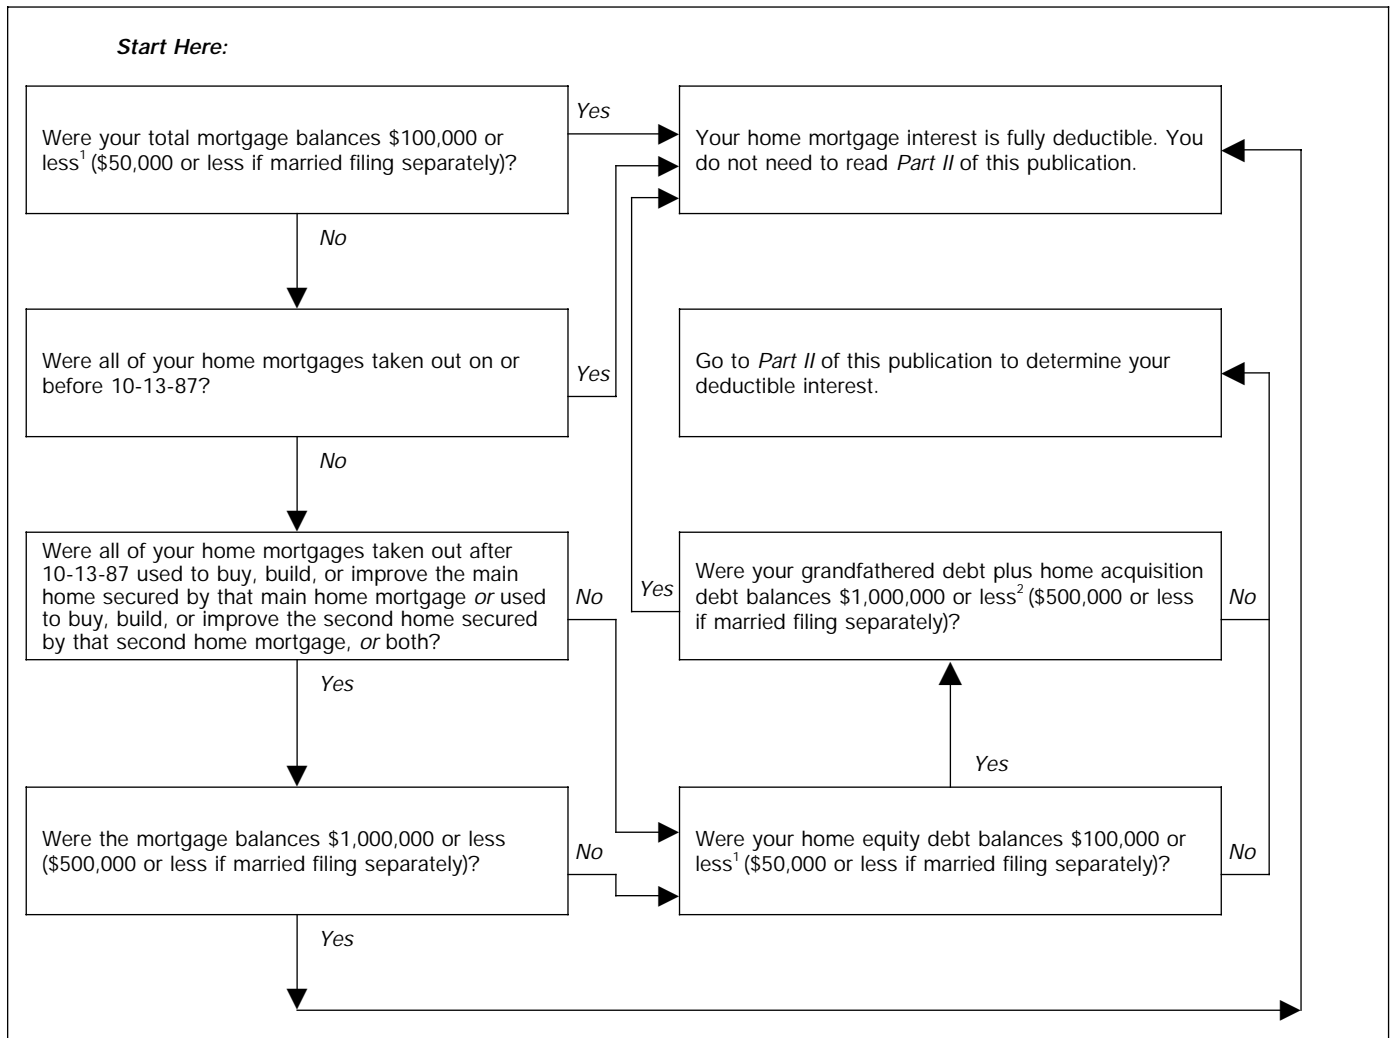 Start Here:
Were your total mortgage balances $100,000 or
less1 ($50,000 or less if married filing separately)?
Yes
Your home mortgage interest is fully deductible. You
do not need to read Part II of this publication.
No
Were all of your home mortgages taken out on or
before 10-13-87?
Yes
Go to Part II of this publication to determine your
deductible interest.
No
Were all of your home mortgages taken out after
10-13-87 used to buy, build, or improve the main
home secured by that main home mortgage or used
to buy, build, or improve the second home secured
by that second home mortgage, or both?
No
Yes
Were your grandfathered debt plus home acquisition
debt balances $1,000,000 or less2 ($500,000 or less
if married filing separately)?
No
Yes
Yes
Were the mortgage balances $1,000,000 or less
($500,000 or less if married filing separately)?
No
Were your home equity debt balances $100,000 or
less1 ($50,000 or less if married filing separately)?
No
Yes